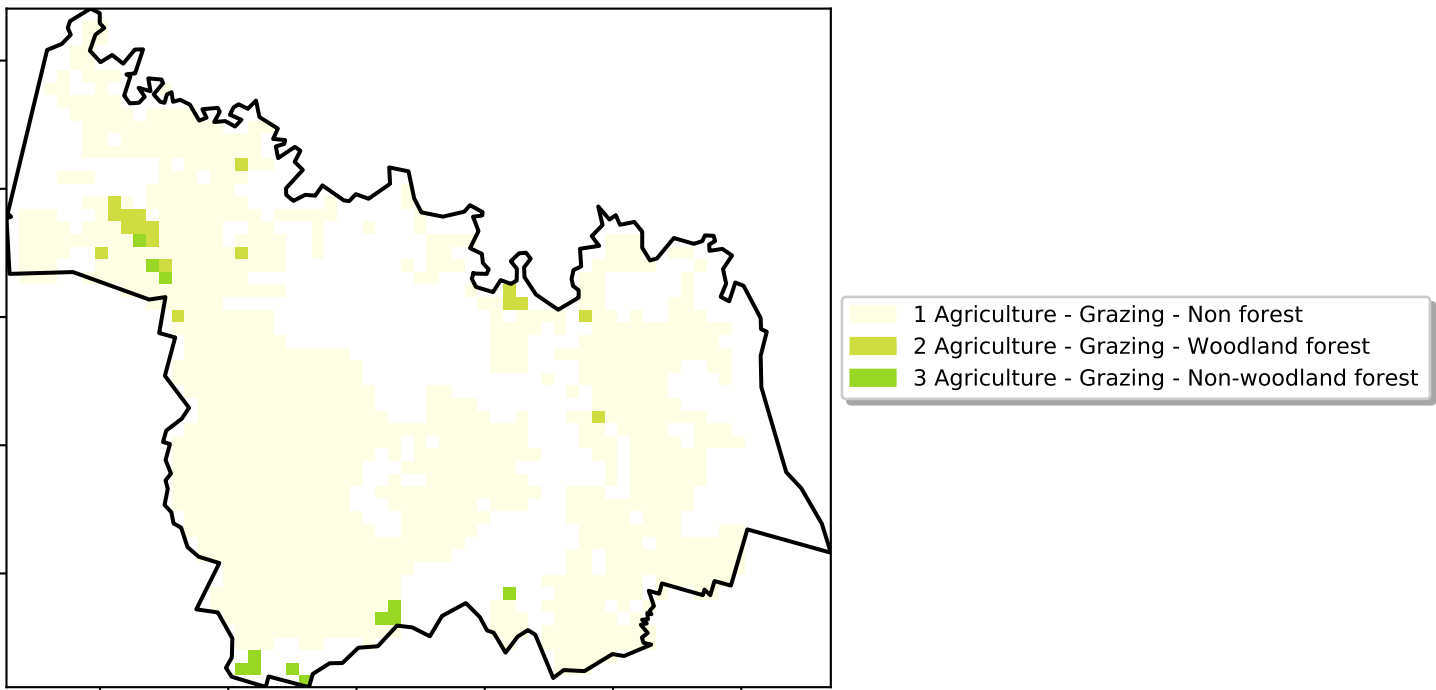 1 Agriculture - Grazing - Non forest
2 Agriculture - Grazing - Woodland forest
3 Agriculture - Grazing - Non-woodland forest